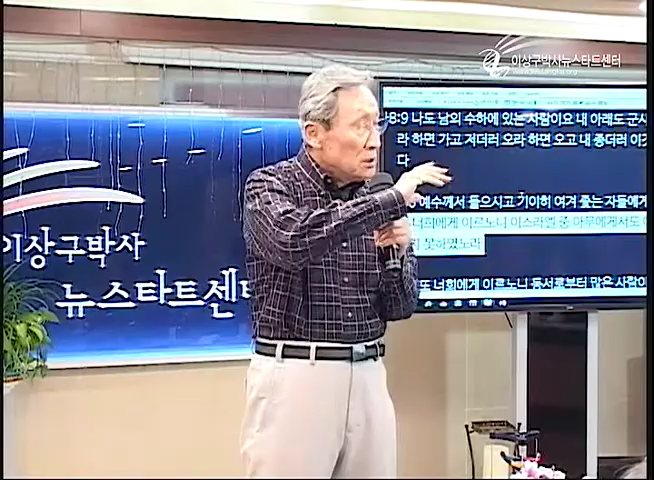 이상구박사뉴스타트센터
8:9 나도 남의 수하에 있는 사람이요 내 아래도 군사
라 하면 가고 저더러 오라 하면 오고 내 종더러 이것
다
예수께서 들으시고 기이히 여겨 좇는 자들에게
너희에게 이르노니 이스라엘 중 아무에게서도
못하였노라
또 너희에게 이르노니 동서로부터 많은 사람이
이상구박사
뉴스타트센터